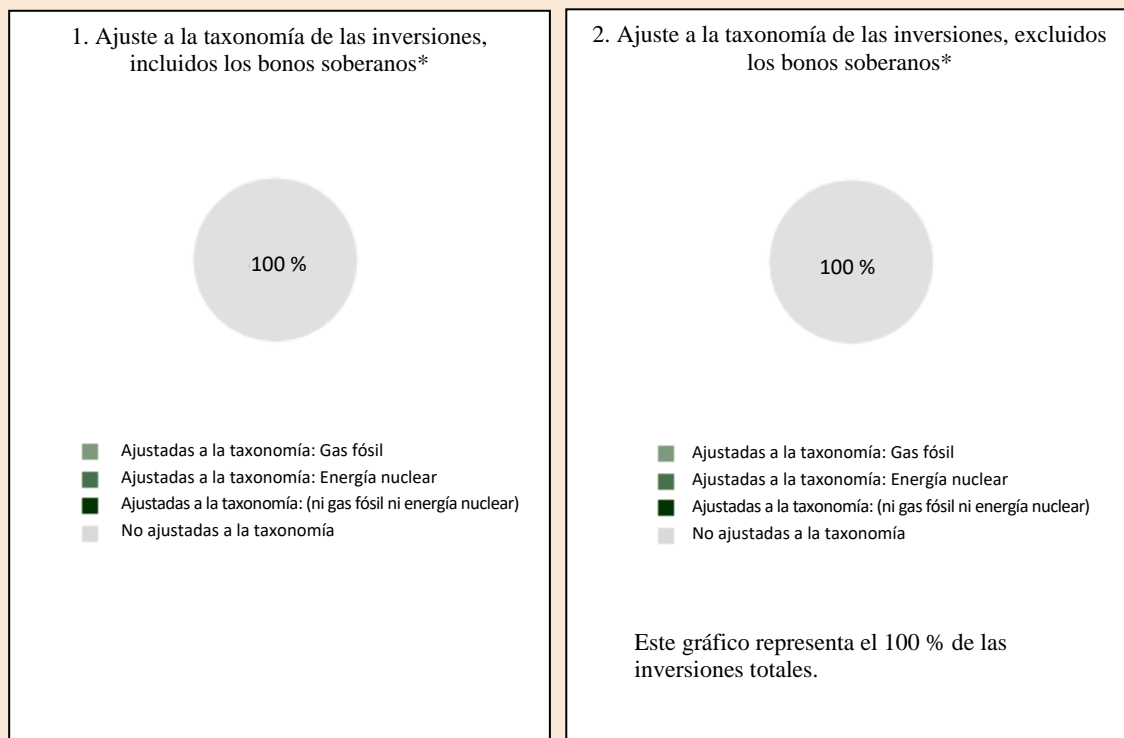 1. Ajuste a la taxonomía de las inversiones,
incluidos los bonos soberanos*
100 %
Ajustadas a la taxonomía: Gas fósil
Ajustadas a la taxonomía: Energía nuclear
Ajustadas a la taxonomía: (ni gas fósil ni energía nuclear)
No ajustadas a la taxonomía
2. Ajuste a la taxonomía de las inversiones, excluidos
los bonos soberanos*
100 %
Ajustadas a la taxonomía: Gas fósil
Ajustadas a la taxonomía: Energía nuclear
Ajustadas a la taxonomía: (ni gas fósil ni energía nuclear)
No ajustadas a la taxonomía
Este gráfico representa el 100 % de las
inversiones totales.